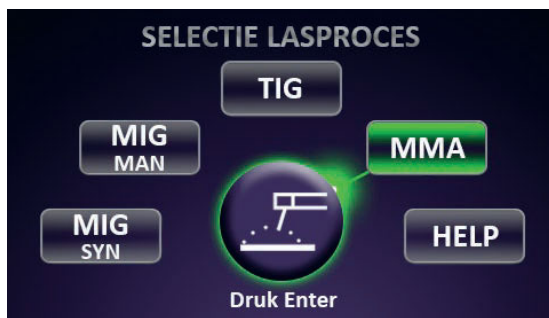 SELECTIE LASPROCES
TIG
MIG
MAN
MMA
MIG
SYN
HELP
Druk Enter